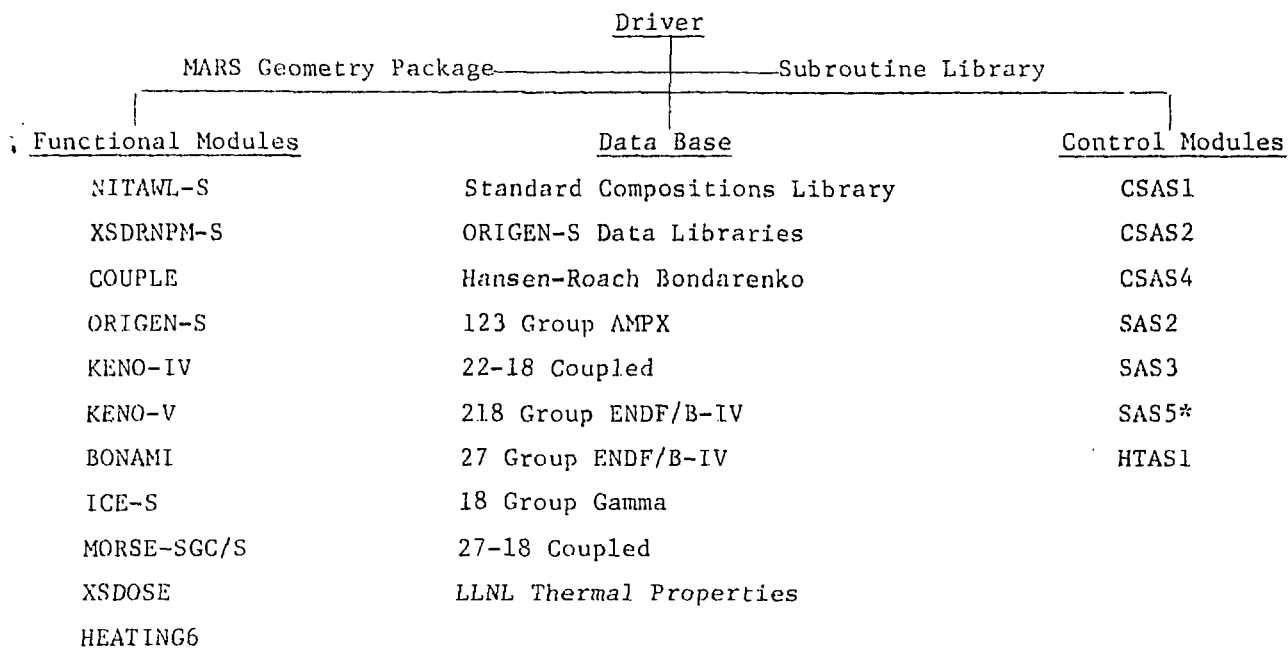 Driver
MARS Geometry Package Subroutine Library
Functional Modules Data Base Control Modules
NITAWL-S Standard Compositions Library CSAS1
XSDRNPM-S ORIGEN-S Data Libraries CSAS2
COUPLE Hansen-Roach Bondarenko CSAS4
ORIGEN-S 123 Group AMPX SAS2
KENO-IV 22-18 Coupled SAS3
KENO-V 218 Group ENDF/B-IV SAS5*
BONAMI 27 Group ENDF/B-IV HTAS1
ICE-S 18 Group Gamma
MORSE-SGC/S 27-18 Coupled
XSDOSE LLNL Thermal Properties
HEATING6